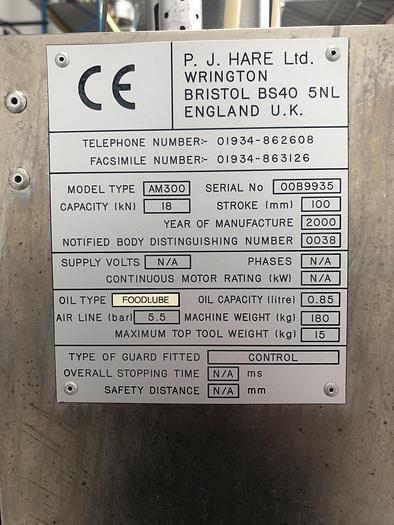 CE
P. J. HARE Ltd.
WRINGTON
BRISTOL BS40 5NL
ENGLAND U.K.
TELEPHONE NUMBER:- 01934-862608
FACSIMILE NUMBER:- 01934-863126
MODEL TYPE AM300 SERIAL No 00B9935
CAPACITY (kN) 18 STROKE (mm) 100
YEAR OF MANUFACTURE 2000
NOTIFIED BODY DISTINGUISHING NUMBER 0038
SUPPLY VOLTS N/A PHASES N/A
CONTINUOUS MOTOR RATING (kW) N/A
OIL TYPE FOODLUBE OIL CAPACITY (litre) 0.85
AIR LINE (bar) 5.5 MACHINE WEIGHT (kg) 180
MAXIMUM TOP TOOL WEIGHT (kg) 15
TYPE OF GUARD FITTED CONTROL
OVERALL STOPPING TIME N/A ms
SAFETY DISTANCE N/A mm